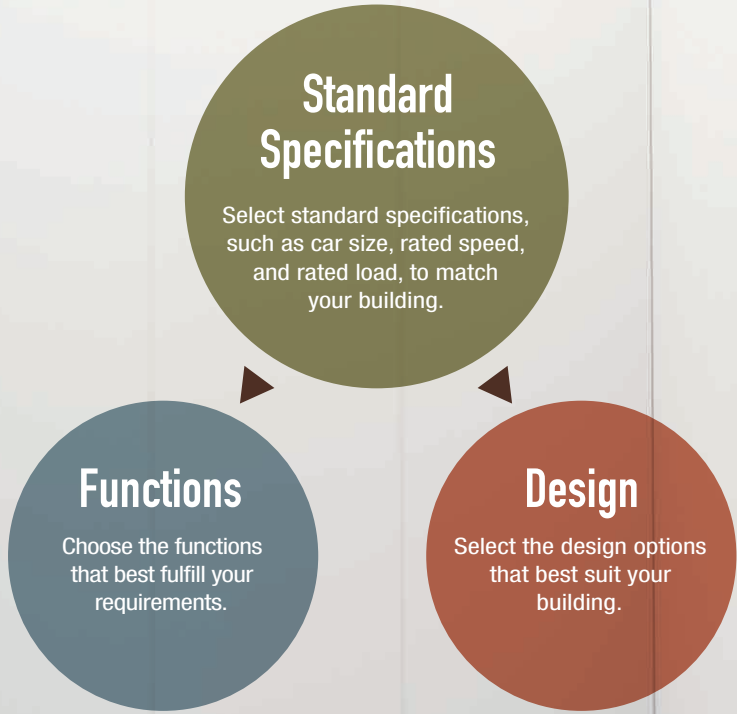 Standard
Specifications
Select standard specifications,
such as car size, rated speed,
and rated load, to match
your building.
Functions
Choose the functions
that best fulfill your
requirements.
Design
Select the design options
that best suit your
building.